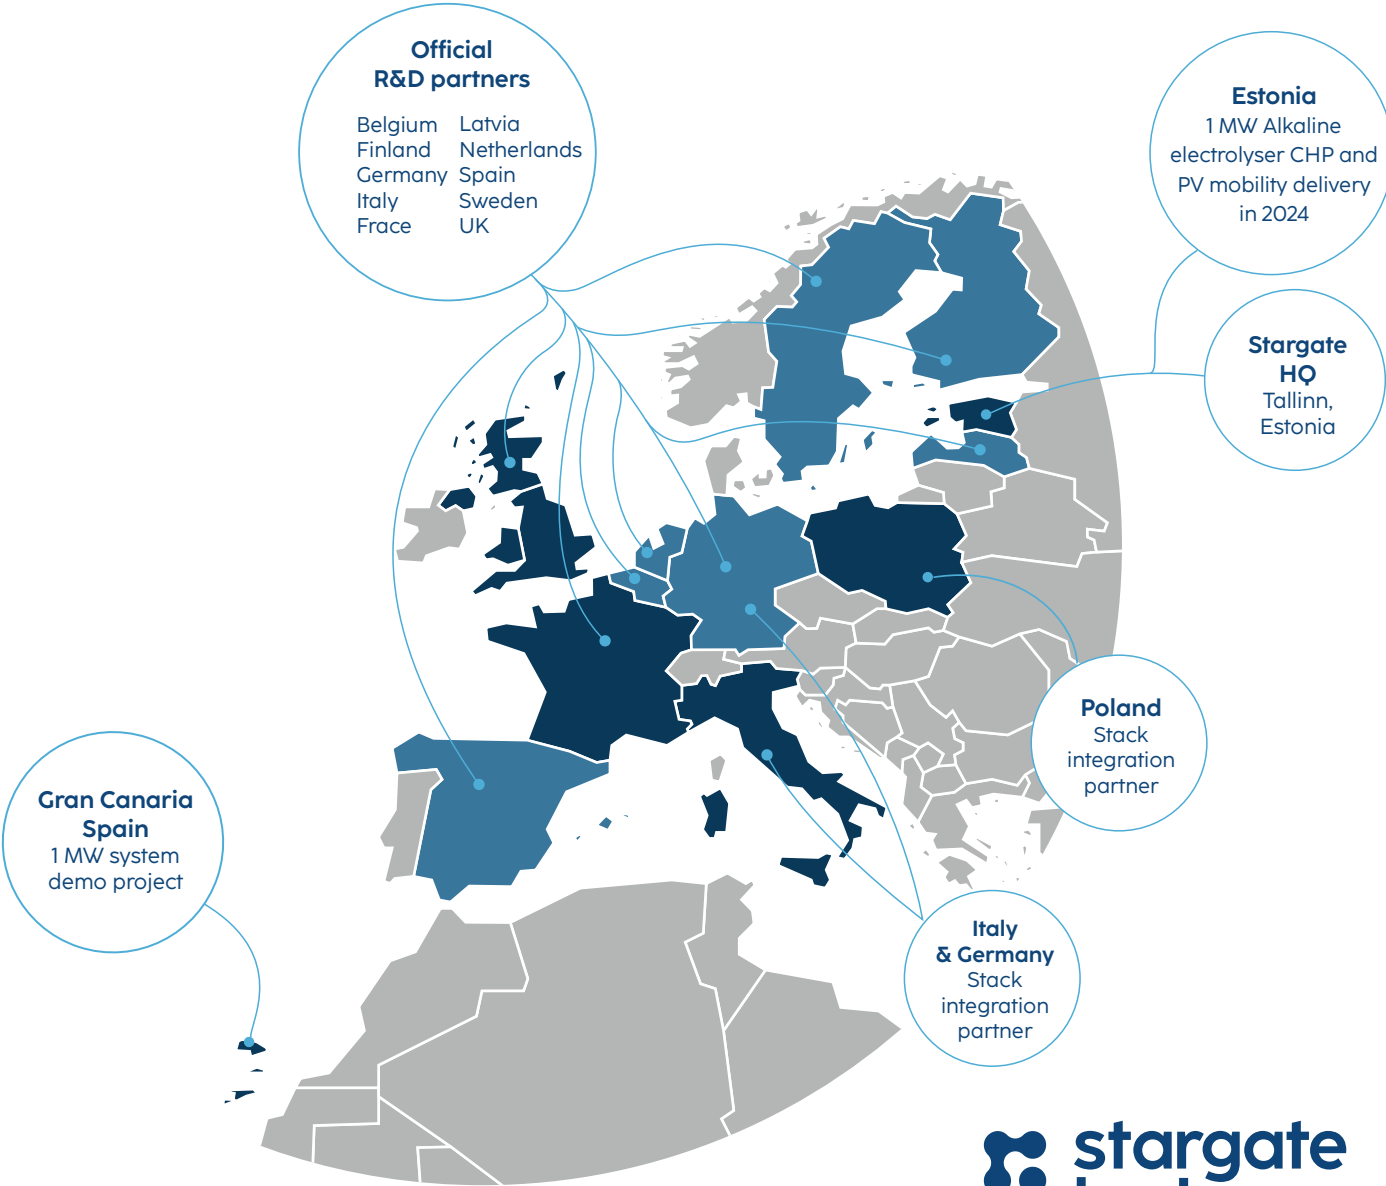 Official
R&D partners
Belgium Latvia
Finland Netherlands
Germany Spain
Italy Sweden
Frace UK
Estonia
1 MW Alkaline
electrolyser CHP and
PV mobility delivery
in 2024
Stargate
HQ
Tallinn,
Estonia
Poland
Stack
integration
partner
Gran Canaria
Spain
1 MW system
demo project
Italy
& Germany
Stack
integration
partner
stargate